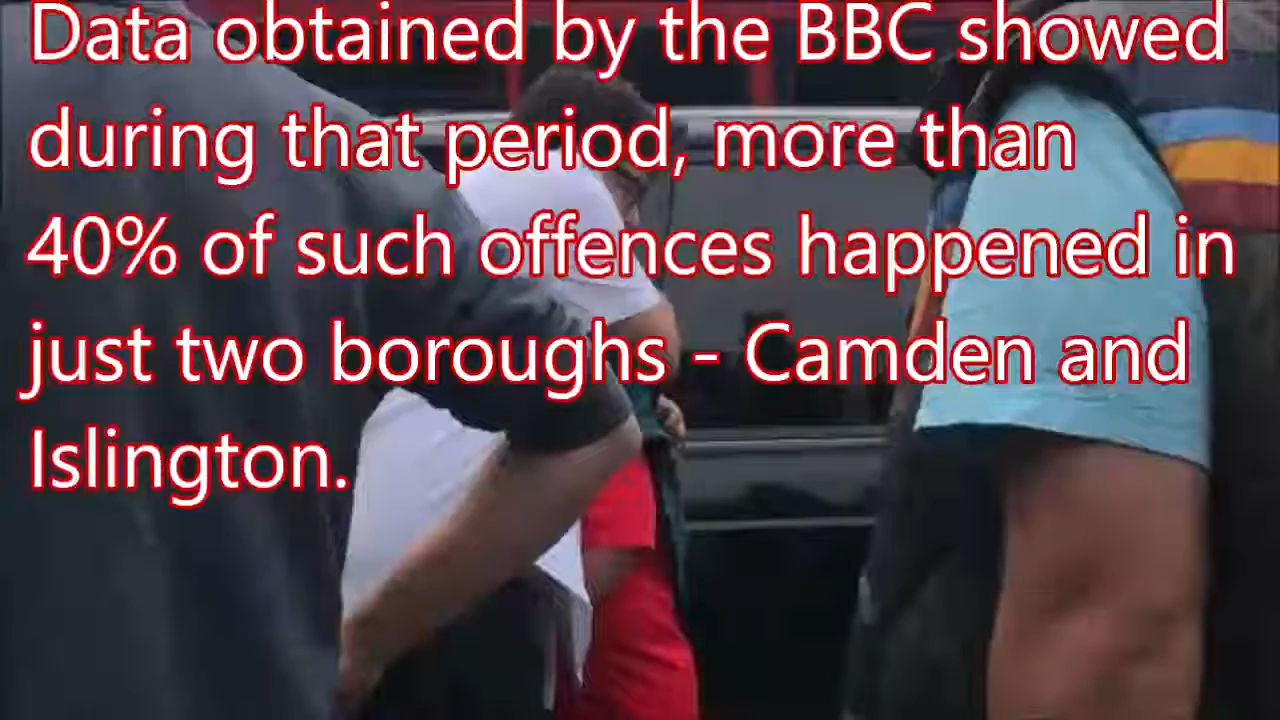 Data obtained by the BBC showed
during that period, more than
40% of such offences happened in
just two boroughs - Camden and
Islington.